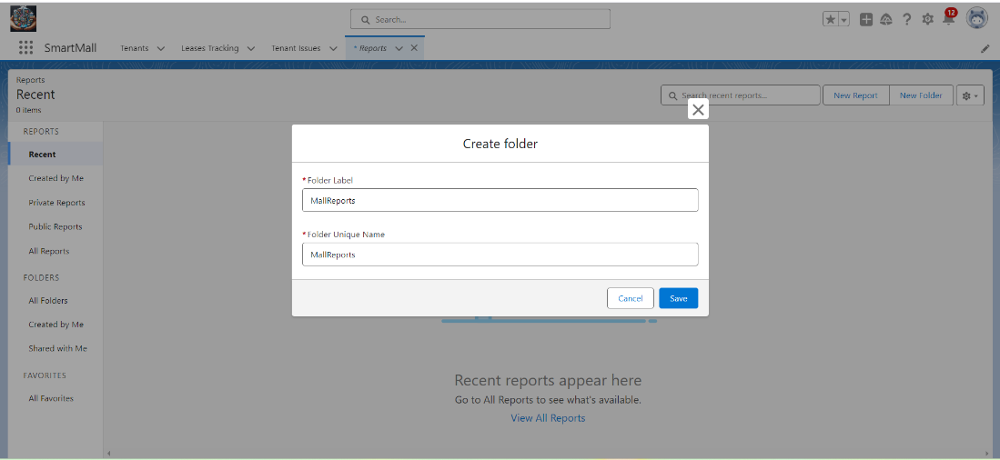 Search...
12
SmartMall
Tenants
Leases Tracking
Tenant Issues
* Reports
Reports
Recent
0 items
Search recent reports...
New Report
New Folder
REPORTS
Recent
Created by Me
Private Reports
Public Reports
All Reports
FOLDERS
All Folders
Created by Me
Shared with Me
FAVORITES
All Favorites
Create folder
* Folder Label
MallReports
* Folder Unique Name
MallReports
Cancel
Save
Recent reports appear here
Go to All Reports to see what's available.
View All Reports